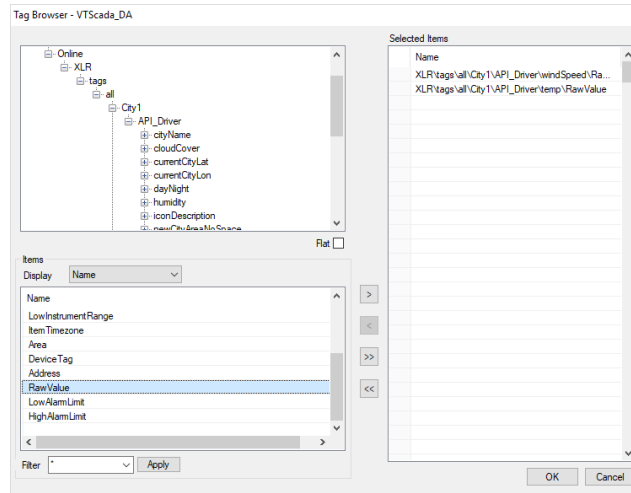 Tag Browser - VTScada_DA
Selected Items
Online
XLR
tags
all
City1
API_Driver
cityName
cloudCover
currentCityLat
currentCityLon
dayNight
humidity
iconDescription
newCityAreaNoSpace
Flat
Items
Display Name
Name
LowInstrumentRange
ItemTimezone
Area
DeviceTag
Address
RawValue
LowAlarmLimit
HighAlarmLimit
Filter * Apply
>
<
>>
<<
Name
XLR\tags\all\City1\API_Driver\windSpeed\Ra...
XLR\tags\all\City1\API_Driver\temp\RawValue
OK Cancel